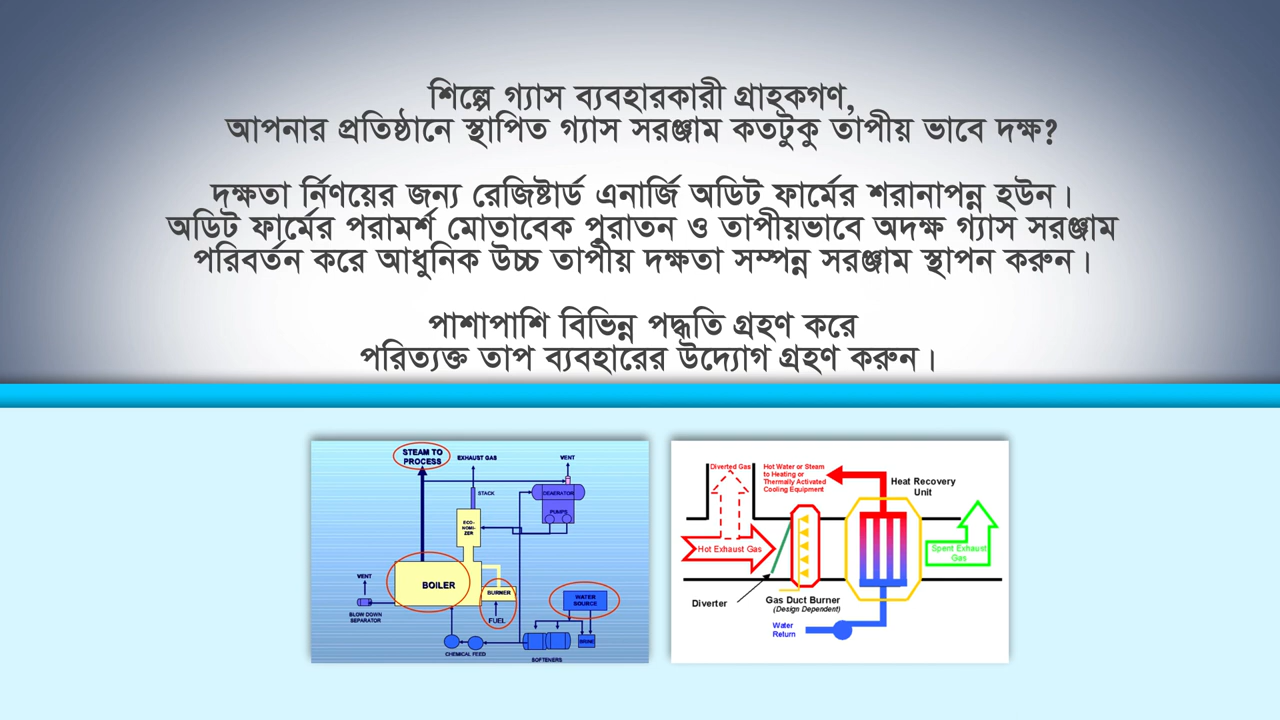 শিল্পে গ্যাস ব্যবহারকারী গ্রাহকগণ,
আপনার প্রতিষ্ঠানে স্থাপিত গ্যাস সরঞ্জাম কতটুকু তাপীয় ভাবে দক্ষ?
দক্ষতা র্নিণয়ের জন্য রেজিষ্টার্ড এনার্জি অডিট ফার্মের শরানাপন্ন হউন।
অডিট ফার্মের পরামর্শ মোতাবেক পুরাতন ও তাপীয়ভাবে অদক্ষ গ্যাস সরঞ্জাম
পরিবর্তন করে আধুনিক উচ্চ তাপীয় দক্ষতা সম্পন্ন সরঞ্জাম স্থাপন করুন।
পাশাপাশি বিভিন্ন পদ্ধতি গ্রহণ করে
পরিত্যক্ত তাপ ব্যবহারের উদ্যোগ গ্রহণ করুন।
STEAM TO
PROCESS
EXHAUST GAS
VENT
STACK
DEAERATOR
PUMPS
ECO-
NOMI-
ZER
BOILER
VENT
BURNER
FUEL
WATER
SOURCE
BLOW DOWN
SEPARATOR
BRINE
CHEMICAL FEED
SOFTENERS
Diverted Gas
Hot Water or Steam
to Heating or
Thermally Activated
Cooling Equipment
Heat Recovery
Unit
Hot Exhaust Gas
Spent Exhaust
Gas
Diverter
Gas Duct Burner
(Design Dependent)
Water
Return